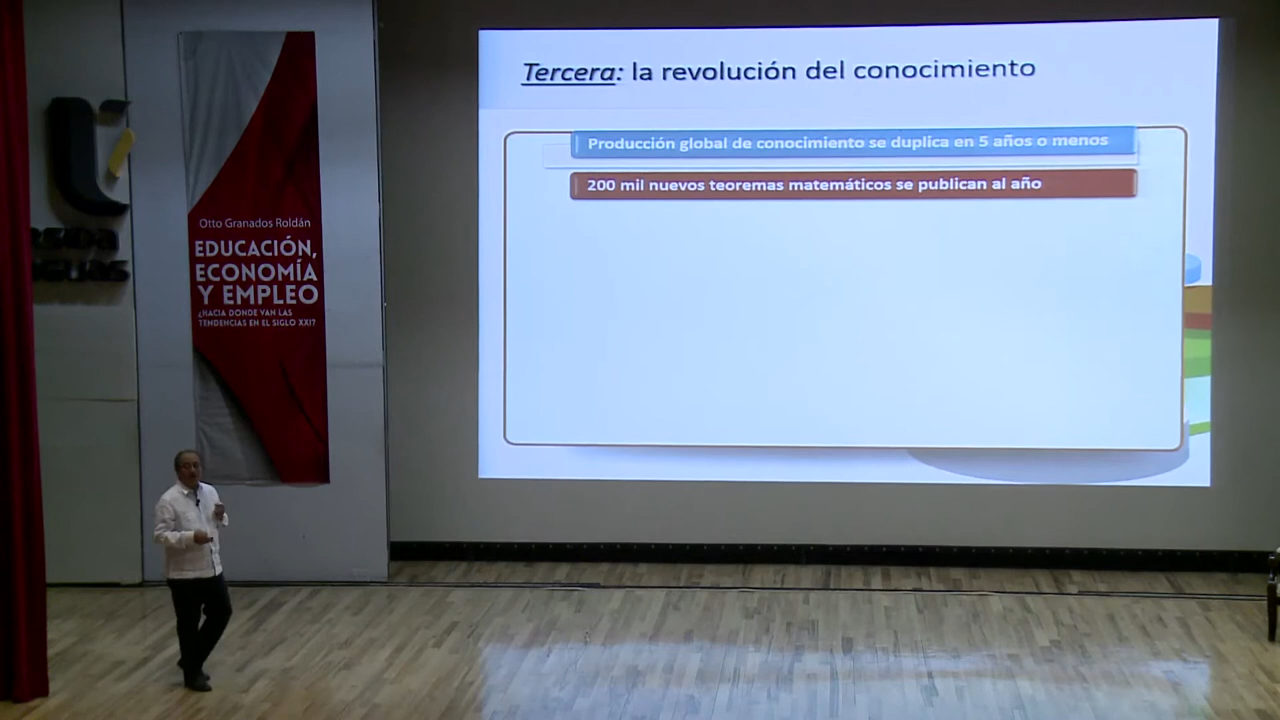 Tercera: la revolución del conocimiento
Producción global de conocimiento se duplica en 5 años o menos
200 mil nuevos teoremas matemáticos se publican al año
Otto Granados Roldán
EDUCACIÓN,
ECONOMÍA
Y EMPLEO
¿HACIA DONDE VAN LAS
TENDENCIAS EN EL SIGLO XXI?